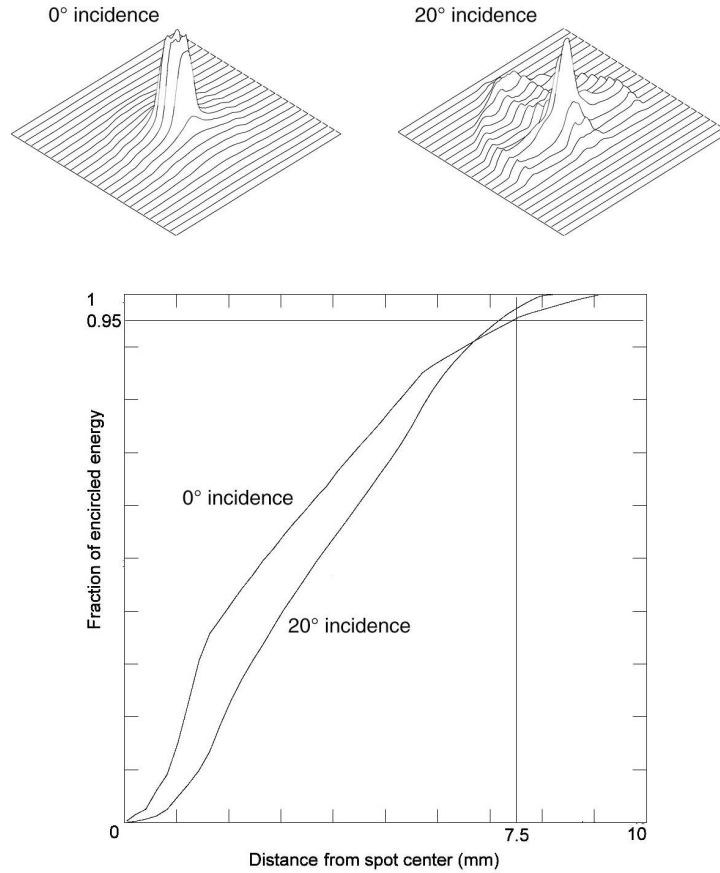 0° incidence
20° incidence
1
0.95
Fraction of encircled energy
0° incidence
20° incidence
0
7.5
10
Distance from spot center (mm)